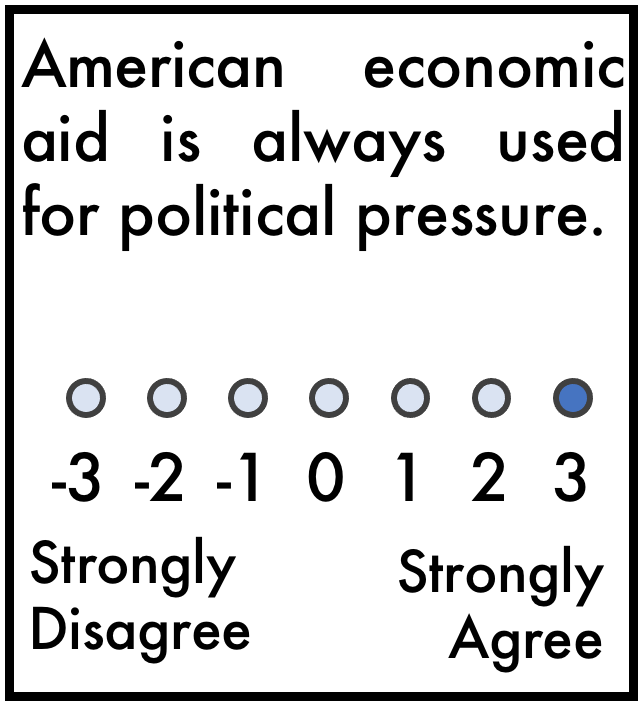 American economic
aid is always used
for political pressure.
-3 -2 -1 0 1 2 3
Strongly Strongly
Disagree Agree